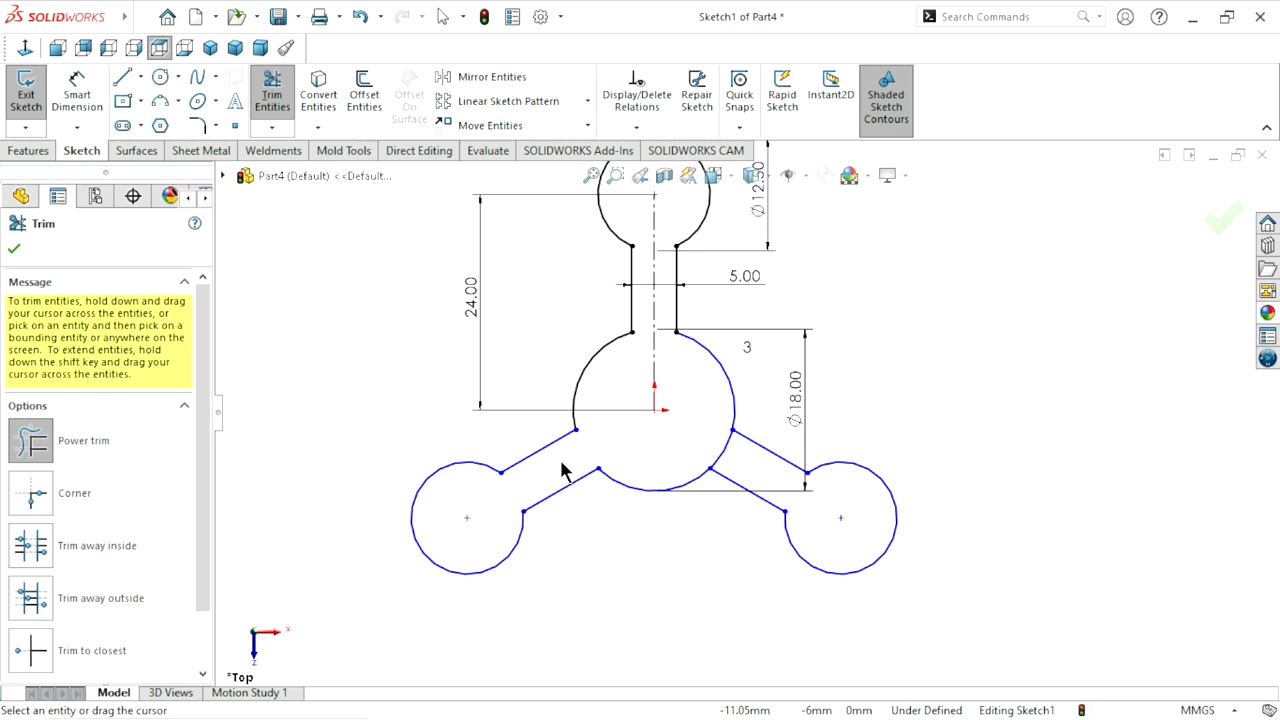 SOLIDWORKS
Sketch1 of Part4 *
Search Commands
Exit Sketch
Smart Dimension
Trim Entities
Convert Entities
Offset Entities
Offset On Surface
Mirror Entities
Linear Sketch Pattern
Move Entities
Display/Delete Relations
Repair Sketch
Quick Snaps
Rapid Sketch
Instant2D
Shaded Sketch Contours
Features
Sketch
Surfaces
Sheet Metal
Weldments
Mold Tools
Direct Editing
Evaluate
SOLIDWORKS Add-Ins
SOLIDWORKS CAM
Part4 (Default) <<Default...
Trim
Message
To trim entities, hold down and drag
your cursor across the entities, or
pick on an entity and then pick on a
bounding entity or anywhere on the
screen. To extend entities, hold
down the shift key and drag your
cursor across the entities.
Options
Power trim
Corner
Trim away inside
Trim away outside
Trim to closest
∅12.50
5.00
24.00
3
∅18.00
x
z
*Top
Model
3D Views
Motion Study 1
Select an entity or drag the cursor
-11.05mm
-6mm
0mm
Under Defined
Editing Sketch1
MMGS